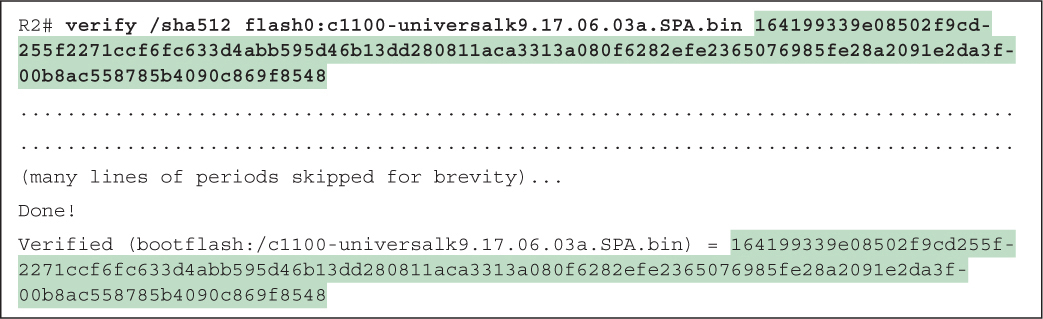 R2# verify /sha512 flash0:c1100-universalk9.17.06.03a.SPA.bin 164199339e08502f9cd-
255f2271ccf6fc633d4abb595d46b13dd280811aca3313a080f6282efe2365076985fe28a2091e2da3f-
00b8ac558785b4090c869f8548
....................................................................................
....................................................................................
(many lines of periods skipped for brevity)...
Done!
Verified (bootflash:/c1100-universalk9.17.06.03a.SPA.bin) = 164199339e08502f9cd255f-
2271ccf6fc633d4abb595d46b13dd280811aca3313a080f6282efe2365076985fe28a2091e2da3f-
00b8ac558785b4090c869f8548